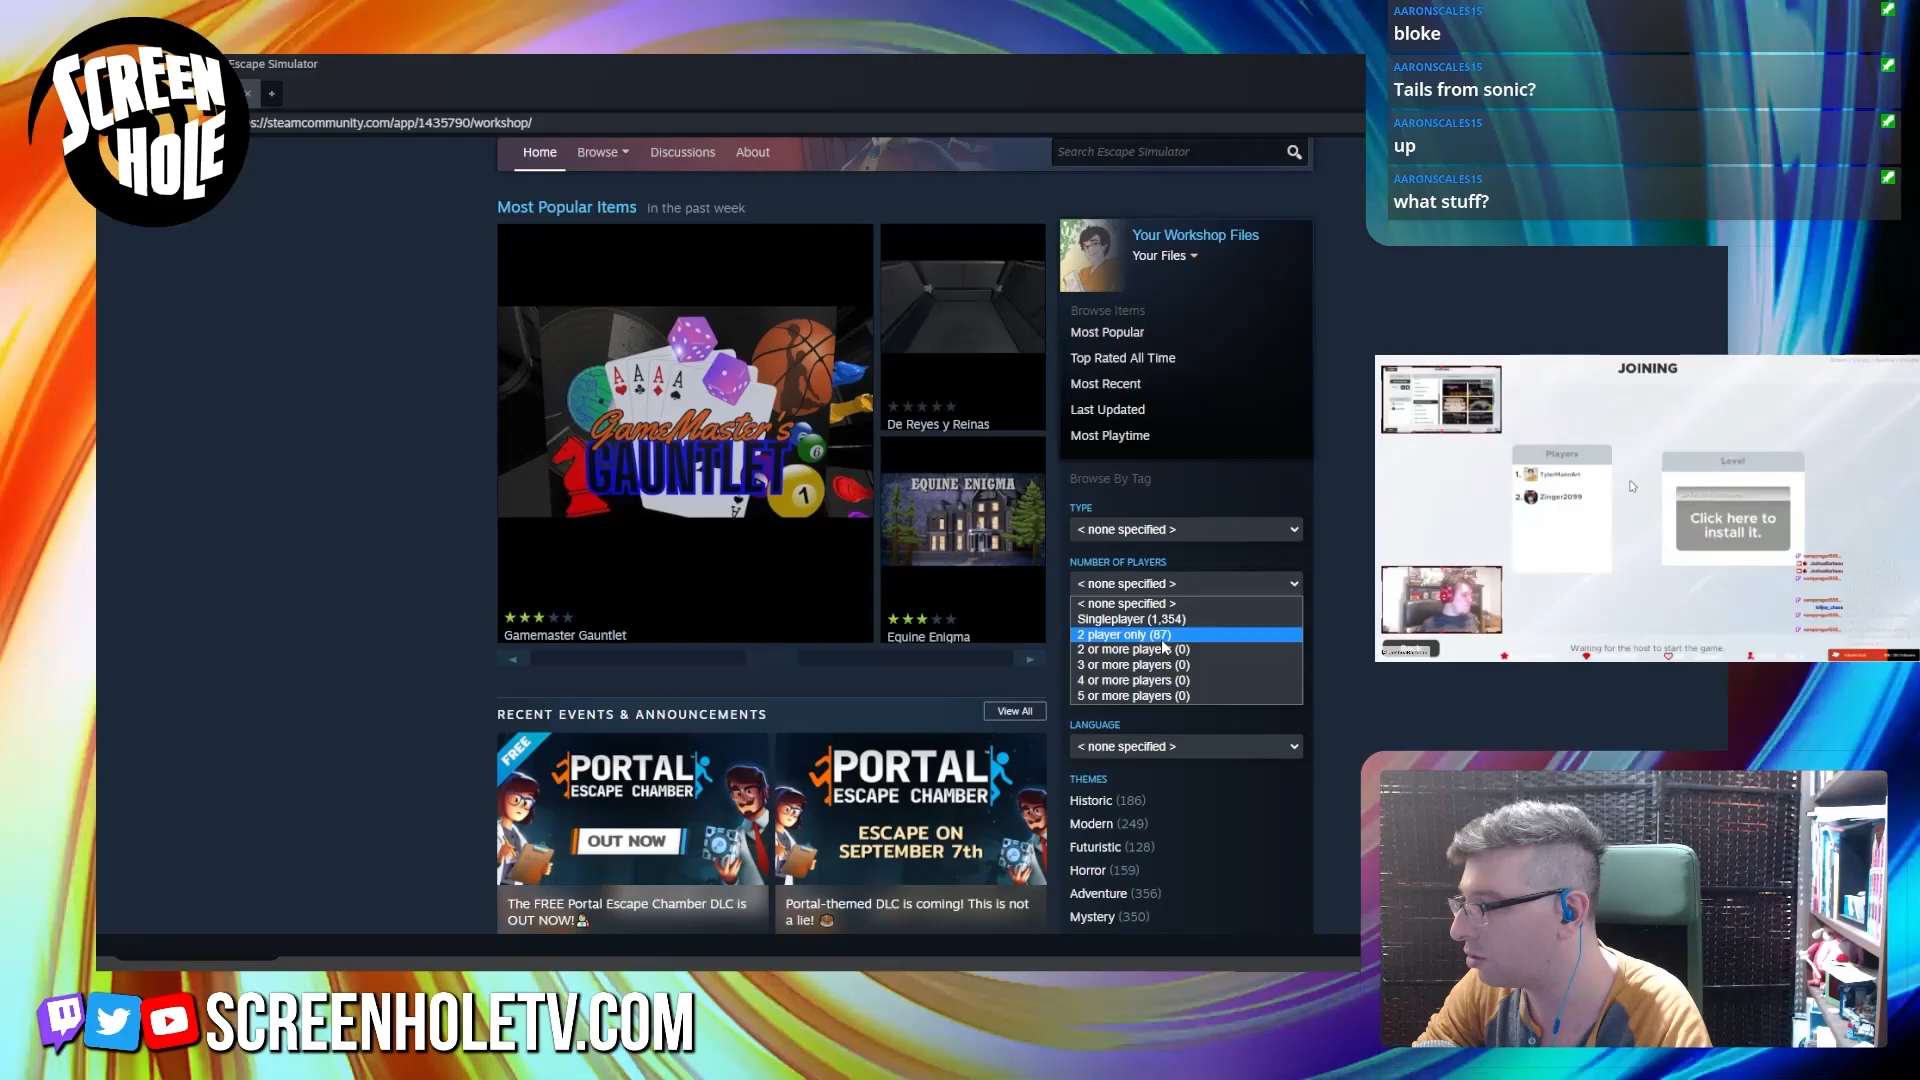 SCREEN
HOLE
Escape Simulator
s://steamcommunity.com/app/1435790/workshop/
Home
Browse
Discussions
About
Search Escape Simulator
Most Popular Items
In the past week
GameMaster's
GAUNTLET
Gamemaster Gauntlet
De Reyes y Reinas
EQUINE ENIGMA
Equine Enigma
RECENT EVENTS & ANNOUNCEMENTS
View All
FREE
PORTAL
ESCAPE CHAMBER
OUT NOW
The FREE Portal Escape Chamber DLC is
OUT NOW!
PORTAL
ESCAPE CHAMBER
ESCAPE ON
SEPTEMBER 7th
Portal-themed DLC is coming! This is not
a lie!
Your Workshop Files
Your Files
Browse Items
Most Popular
Top Rated All Time
Most Recent
Last Updated
Most Playtime
Browse By Tag
TYPE
< none specified >
NUMBER OF PLAYERS
< none specified >
< none specified >
Singleplayer (1,354)
2 player only (87)
2 or more players (0)
3 or more players (0)
4 or more players (0)
5 or more players (0)
LANGUAGE
< none specified >
THEMES
Historic (186)
Modern (249)
Futuristic (128)
Horror (159)
Adventure (356)
Mystery (350)
AARONSCALES15
bloke
AARONSCALES15
Tails from sonic?
AARONSCALES15
up
AARONSCALES15
what stuff?
JOINING
Players
1. TylerMannArt
2. Zinger2099
Level
Click here to
install it.
Waiting for the host to start the game.
SCREENHOLETV.COM